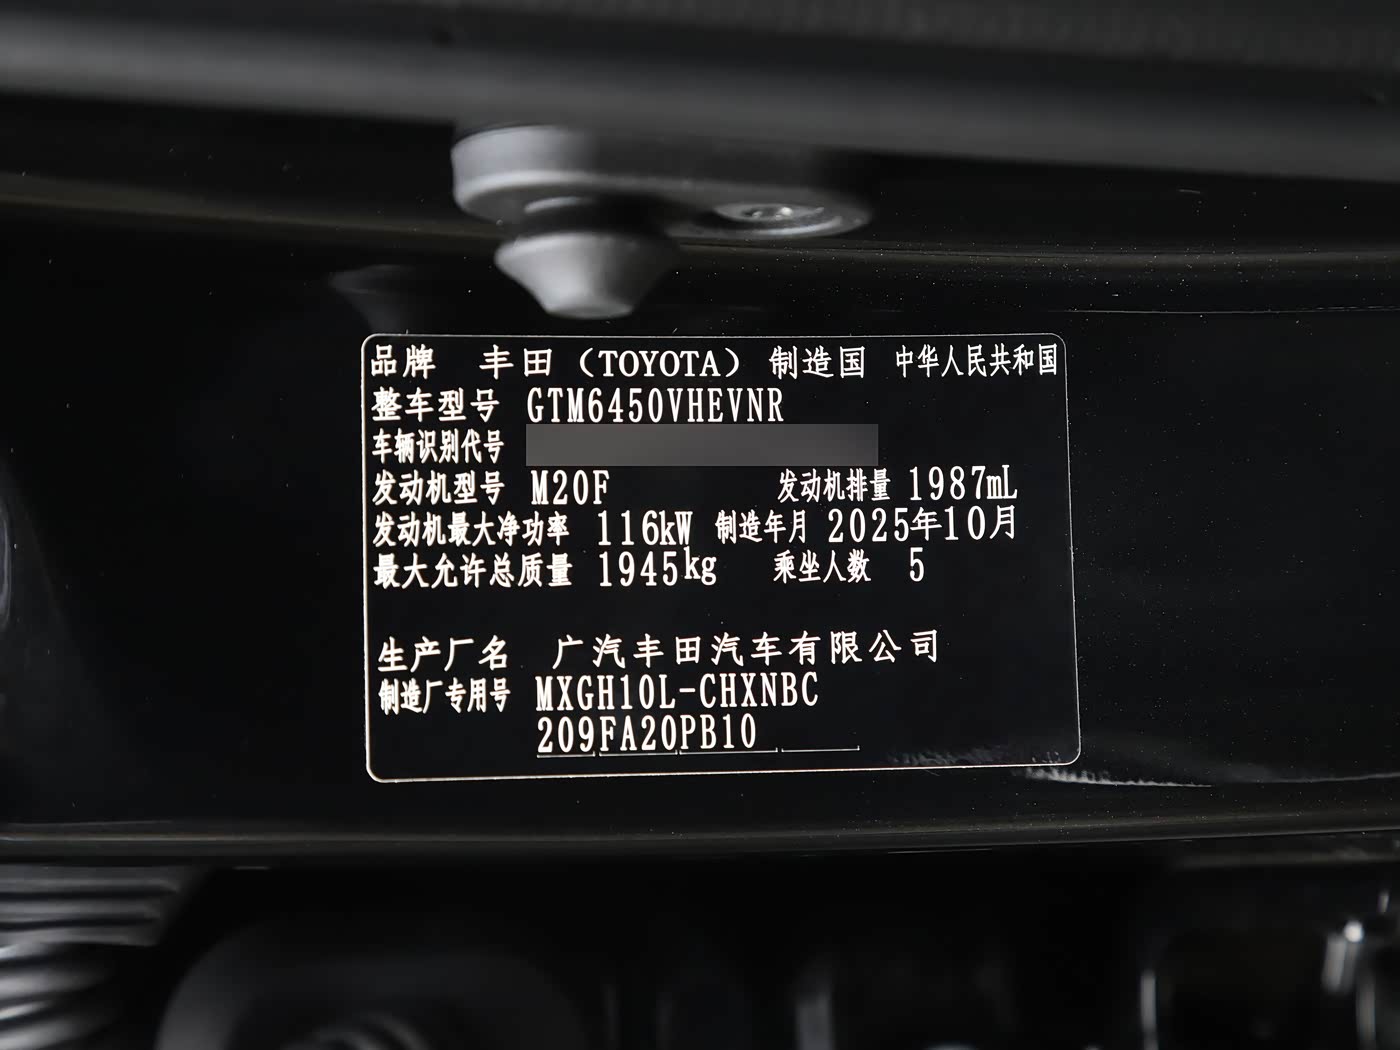 品牌 丰田（TOYOTA） 制造国 中华人民共和国
整车型号 GTM6450VHEVNR
车辆识别代号
发动机型号 M20F 发动机排量 1987mL
发动机最大净功率 116kW 制造年月 2025年10月
最大允许总质量 1945kg 乘坐人数 5
生产厂名 广汽丰田汽车有限公司
制造厂专用号 MXGH10L-CHXNBC
209FA20PB10